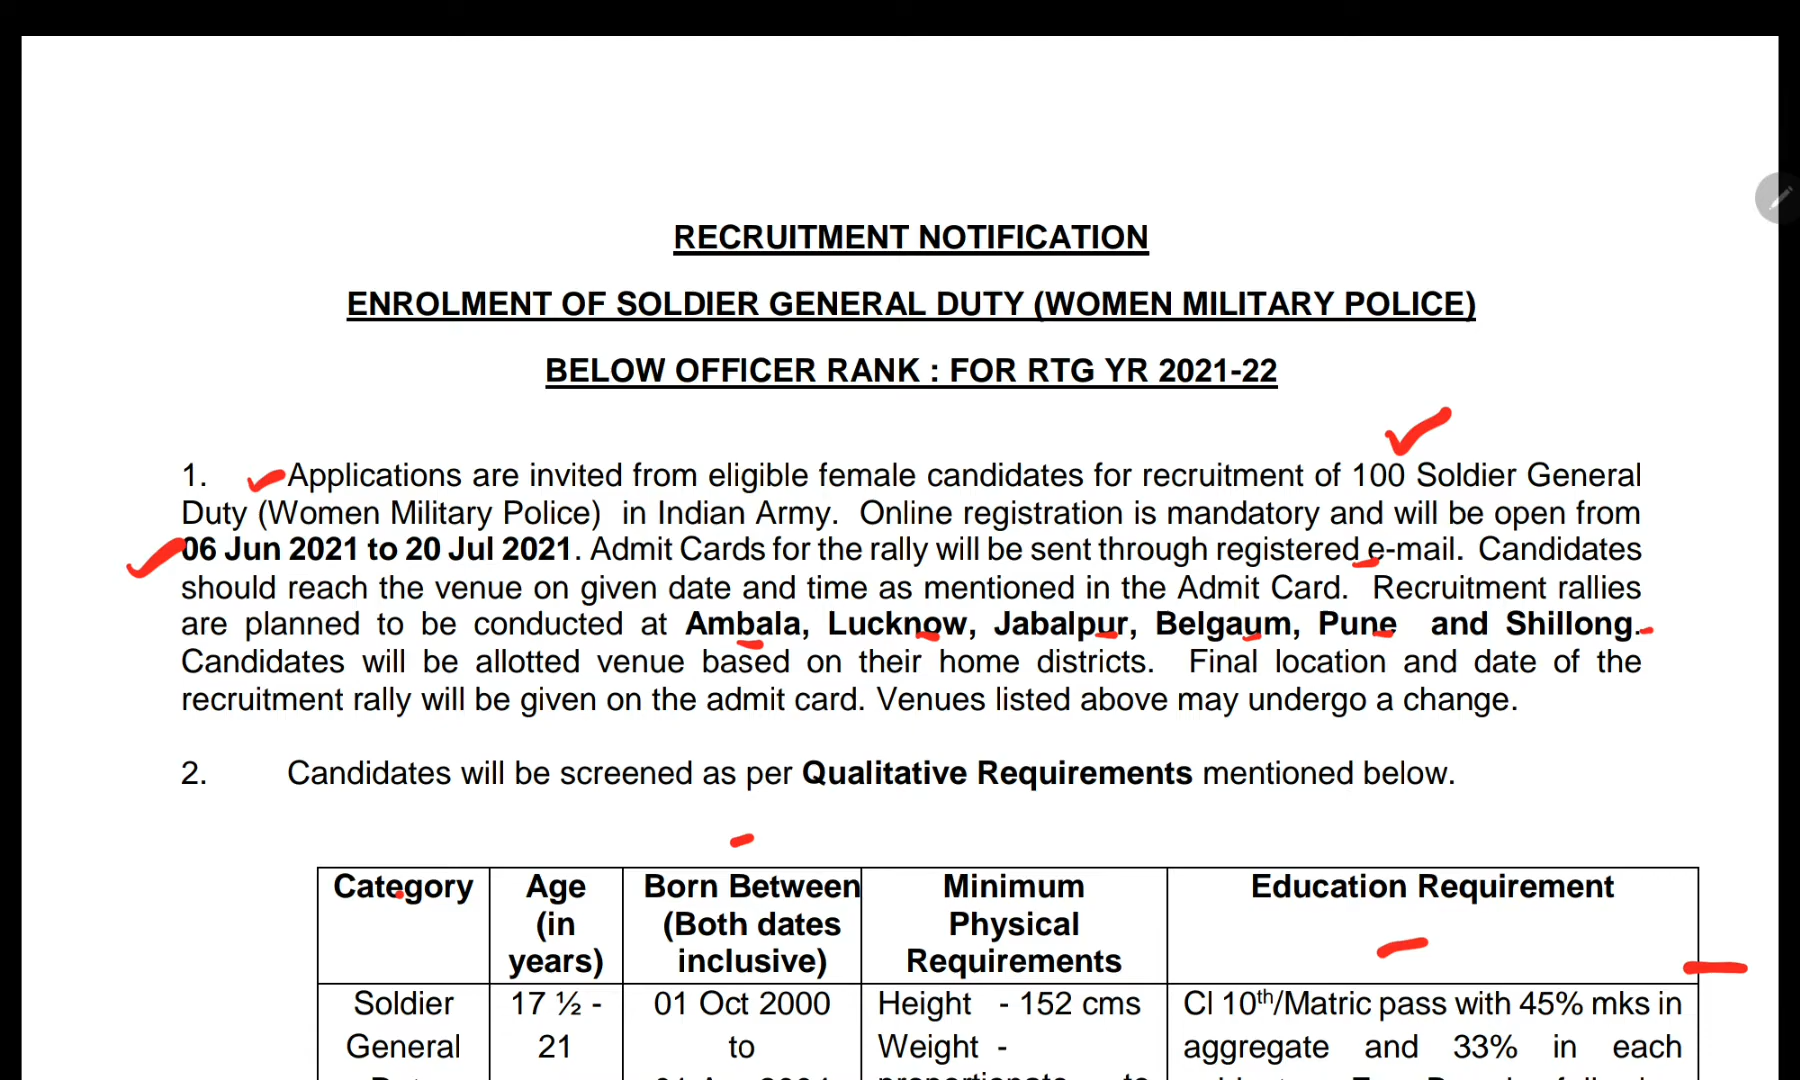 RECRUITMENT NOTIFICATION
ENROLMENT OF SOLDIER GENERAL DUTY (WOMEN MILITARY POLICE)
BELOW OFFICER RANK : FOR RTG YR 2021-22
1. Applications are invited from eligible female candidates for recruitment of 100 Soldier General
Duty (Women Military Police) in Indian Army. Online registration is mandatory and will be open from
06 Jun 2021 to 20 Jul 2021. Admit Cards for the rally will be sent through registered e-mail. Candidates
should reach the venue on given date and time as mentioned in the Admit Card. Recruitment rallies
are planned to be conducted at Ambala, Lucknow, Jabalpur, Belgaum, Pune and Shillong.
Candidates will be allotted venue based on their home districts. Final location and date of the
recruitment rally will be given on the admit card. Venues listed above may undergo a change.
2. Candidates will be screened as per Qualitative Requirements mentioned below.
Category Age Born Between Minimum Education Requirement
(in (Both dates Physical
years) inclusive) Requirements
Soldier 17 ½ - 01 Oct 2000 Height - 152 cms Cl 10th/Matric pass with 45% mks in
General 21 to Weight - aggregate and 33% in each